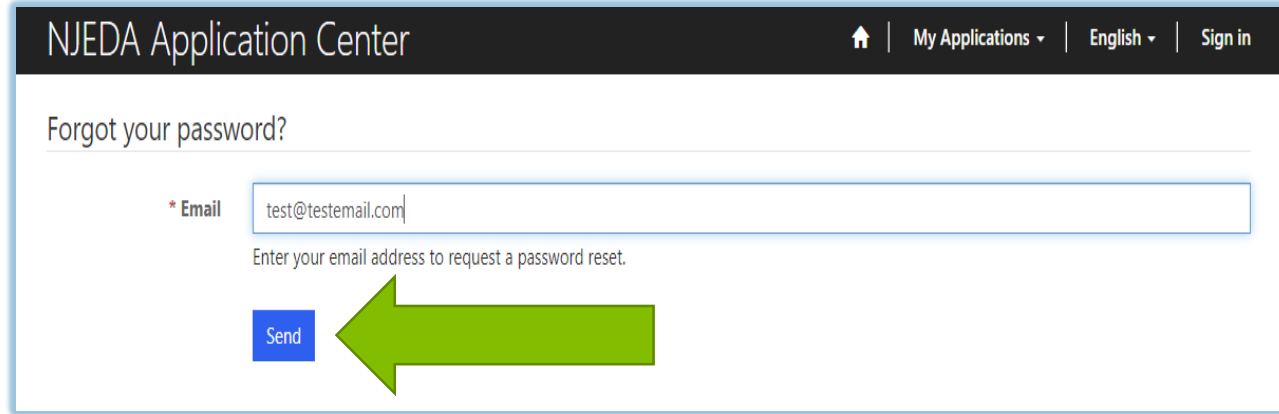 NJEDA Application Center
My Applications | English | Sign in
Forgot your password?
* Email test@testemail.com
Enter your email address to request a password reset.
Send